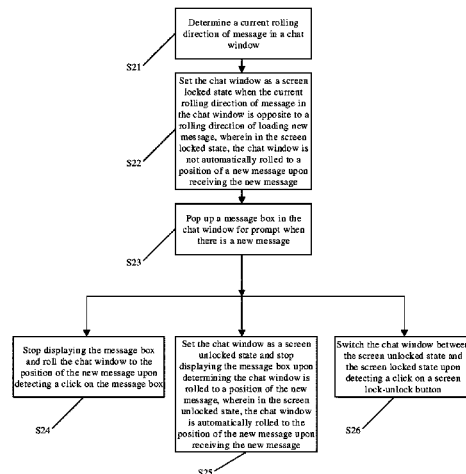 Determine a current rolling
direction of message in a chat
window
S21
Set the chat window as a screen
locked state when the current
rolling direction of message in
the chat window is opposite to a
rolling direction of loading new
message, wherein in the screen
locked state, the chat window is
not automatically rolled to a
position of a new message upon
receiving the new message
S22
Pop up a message box in the
chat window for prompt when
there is a new message
S23
Stop displaying the message box
and roll the chat window to the
position of the new message upon
detecting a click on the message box
S24
Set the chat window as a screen
unlocked state and stop
displaying the message box upon
determining the chat window is
rolled to a position of the new
message, wherein in the screen
unlocked state, the chat window
is automatically rolled to the
position of the new message upon
receiving the new message
S25
Switch the chat window between
the screen unlocked state and
the screen locked state upon
detecting a click on a screen
lock-unlock button
S26